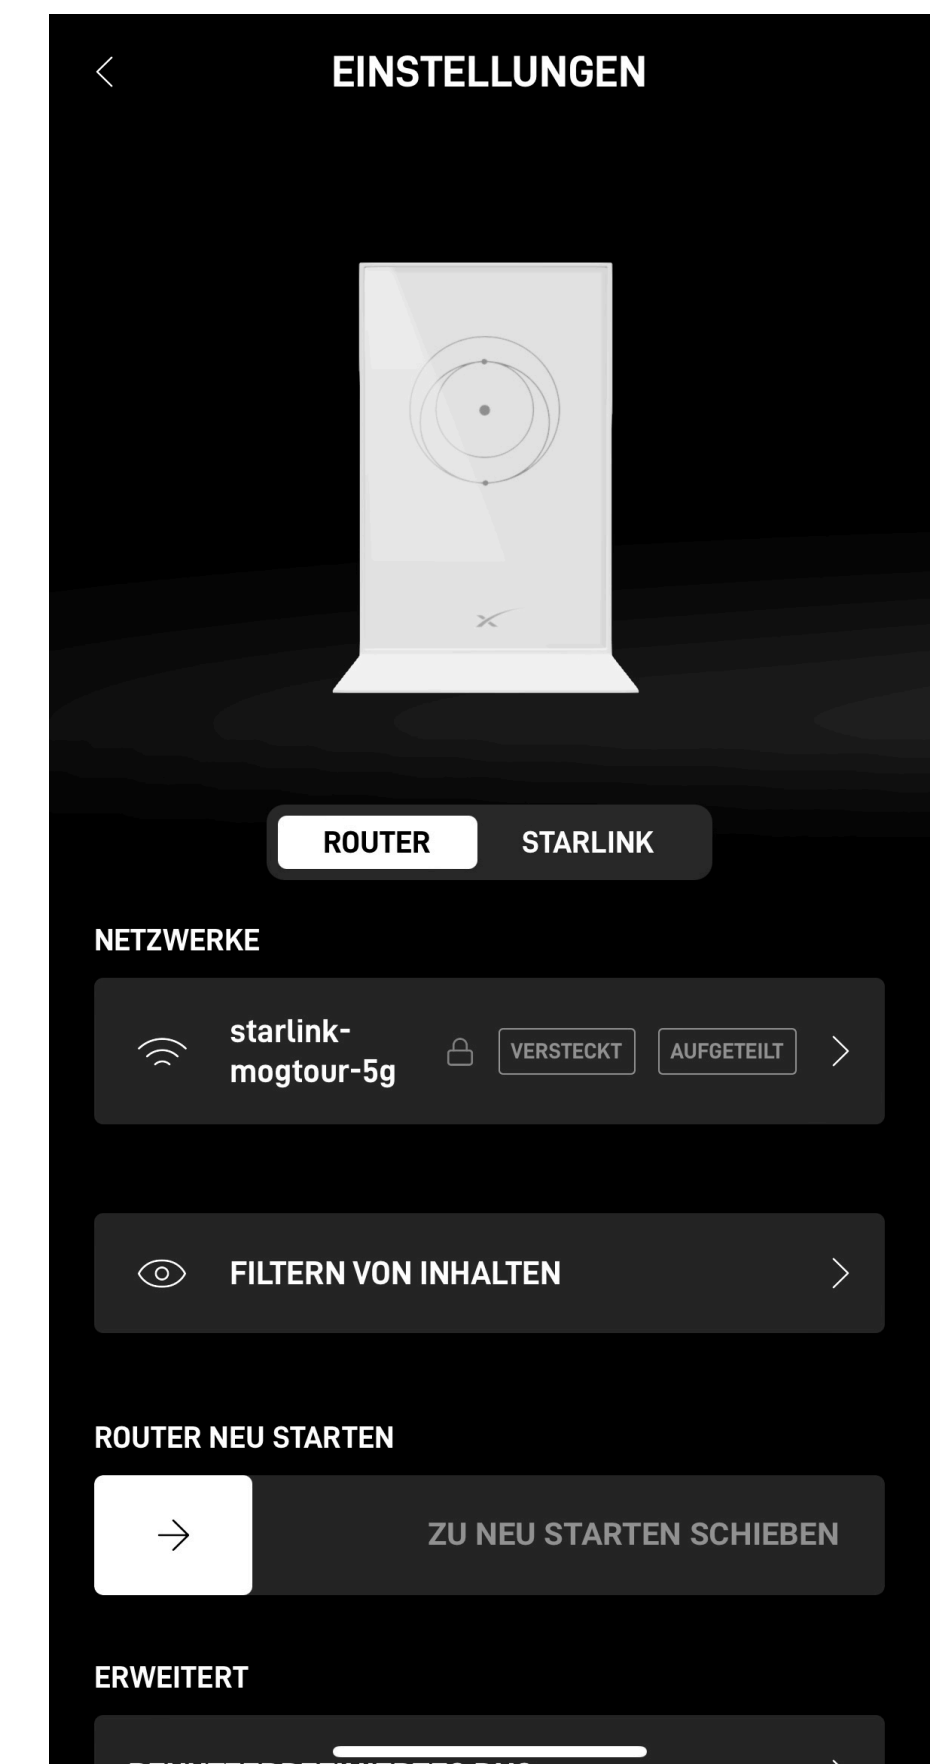 EINSTELLUNGEN
ROUTER STARLINK
NETZWERKE
starlink-
mogtour-5g VERSTECKT AUFGETEILT
FILTERN VON INHALTEN
ROUTER NEU STARTEN
ZU NEU STARTEN SCHIEBEN
ERWEITERT